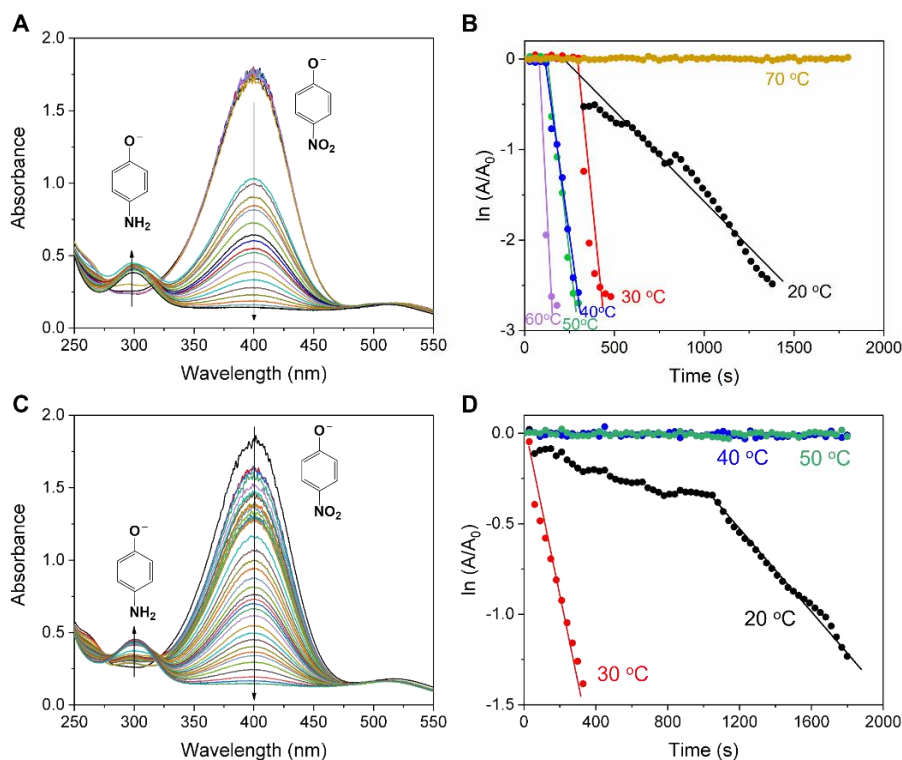 A
2.0
1.5
1.0
0.5
0.0
Absorbance
250 300 350 400 450 500 550
Wavelength (nm)
O⁻
NH₂
O⁻
NO₂
B
0
-1
-2
-3
ln (A/A₀)
0 500 1000 1500 2000
Time (s)
70 °C
20 °C
30 °C
40°C
50°C
60°C
C
2.0
1.5
1.0
0.5
0.0
Absorbance
250 300 350 400 450 500 550
Wavelength (nm)
O⁻
NH₂
O⁻
NO₂
D
0.0
-0.5
-1.0
-1.5
ln (A/A₀)
0 400 800 1200 1600 2000
Time (s)
40 °C 50 °C
20 °C
30 °C